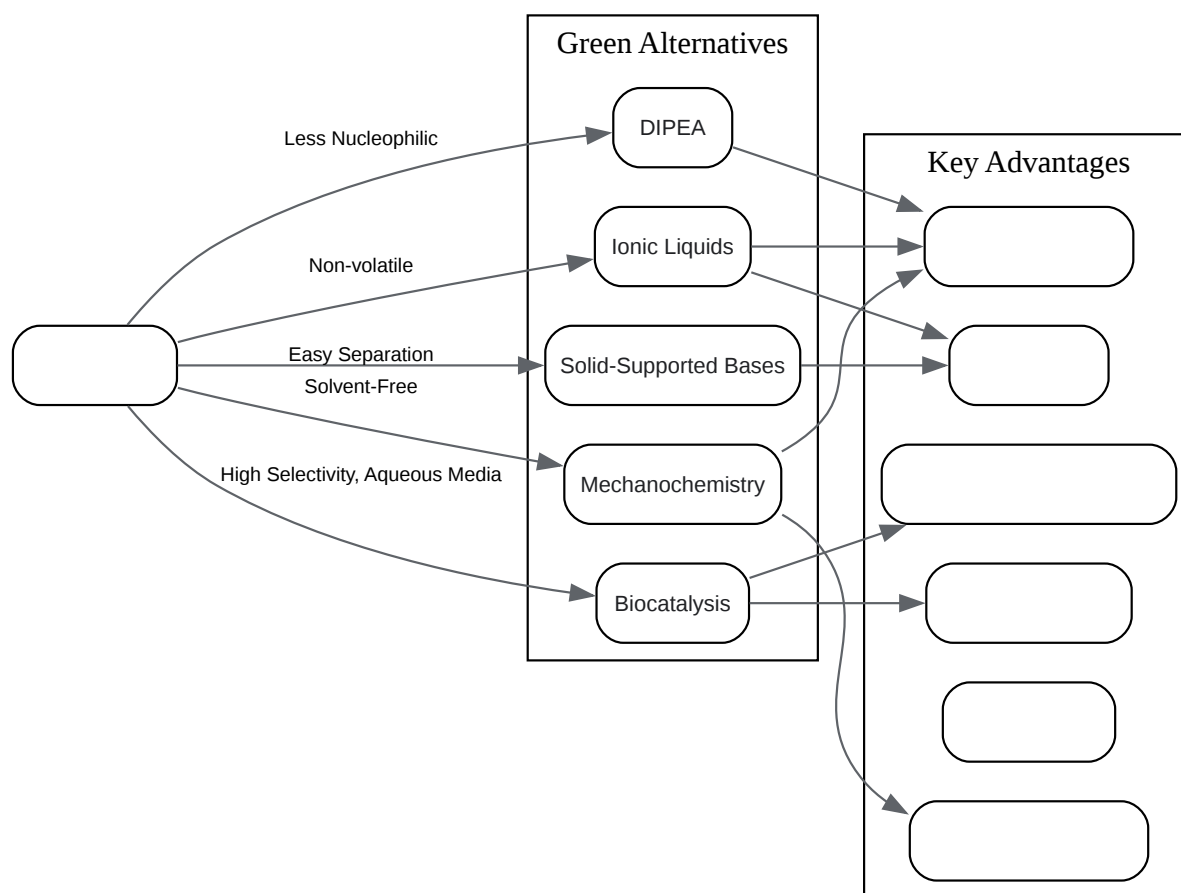 Green Alternatives
DIPEA
Less Nucleophilic
Key Advantages
Ionic Liquids
Non-volatile
Easy Separation
Solid-Supported Bases
Solvent-Free
High Selectivity, Aqueous Media
Mechanochemistry
Biocatalysis